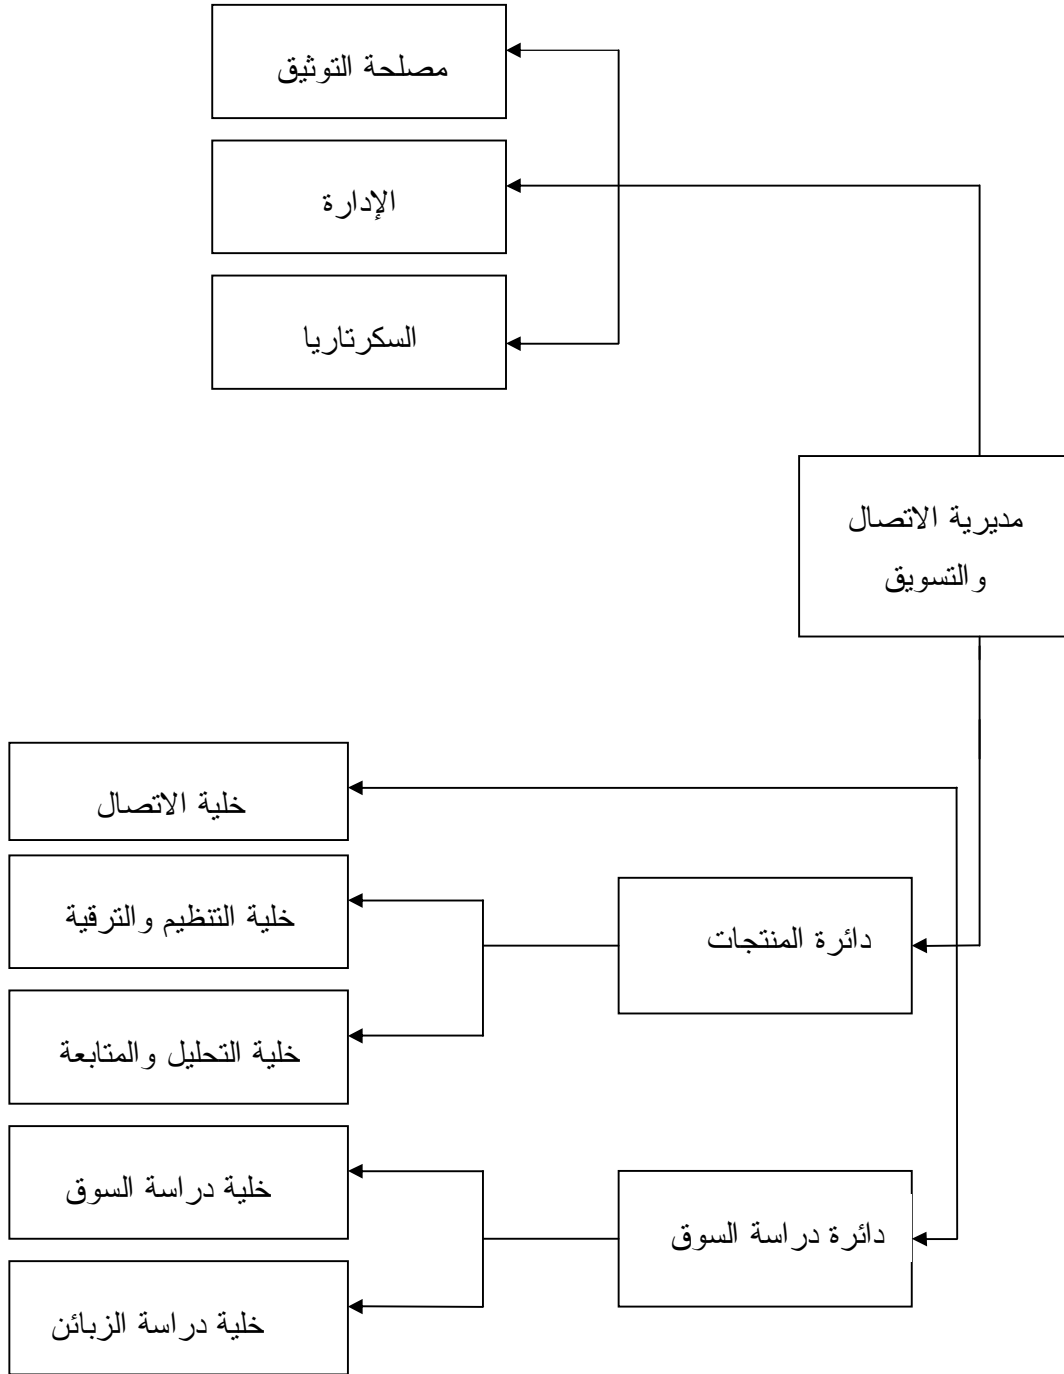 مصلحة التوثيق
الإدارة
السكرتاريا
مديرية الاتصال
والتسويق
خلية الاتصال
خلية التنظيم والترقية
دائرة المنتجات
خلية التحليل والمتابعة
خلية دراسة السوق
دائرة دراسة السوق
خلية دراسة الزبائن